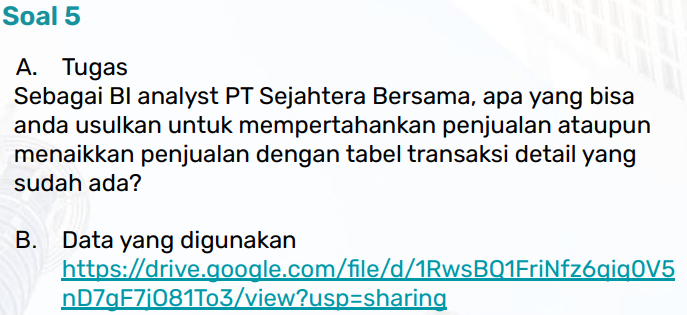 Soal 5
A. Tugas
Sebagai BI analyst PT Sejahtera Bersama, apa yang bisa
anda usulkan untuk mempertahankan penjualan ataupun
menaikkan penjualan dengan tabel transaksi detail yang
sudah ada?
B. Data yang digunakan
https://drive.google.com/file/d/1RwsBQ1FriNfz6qiq0V5
nD7gF7jO81To3/view?usp=sharing